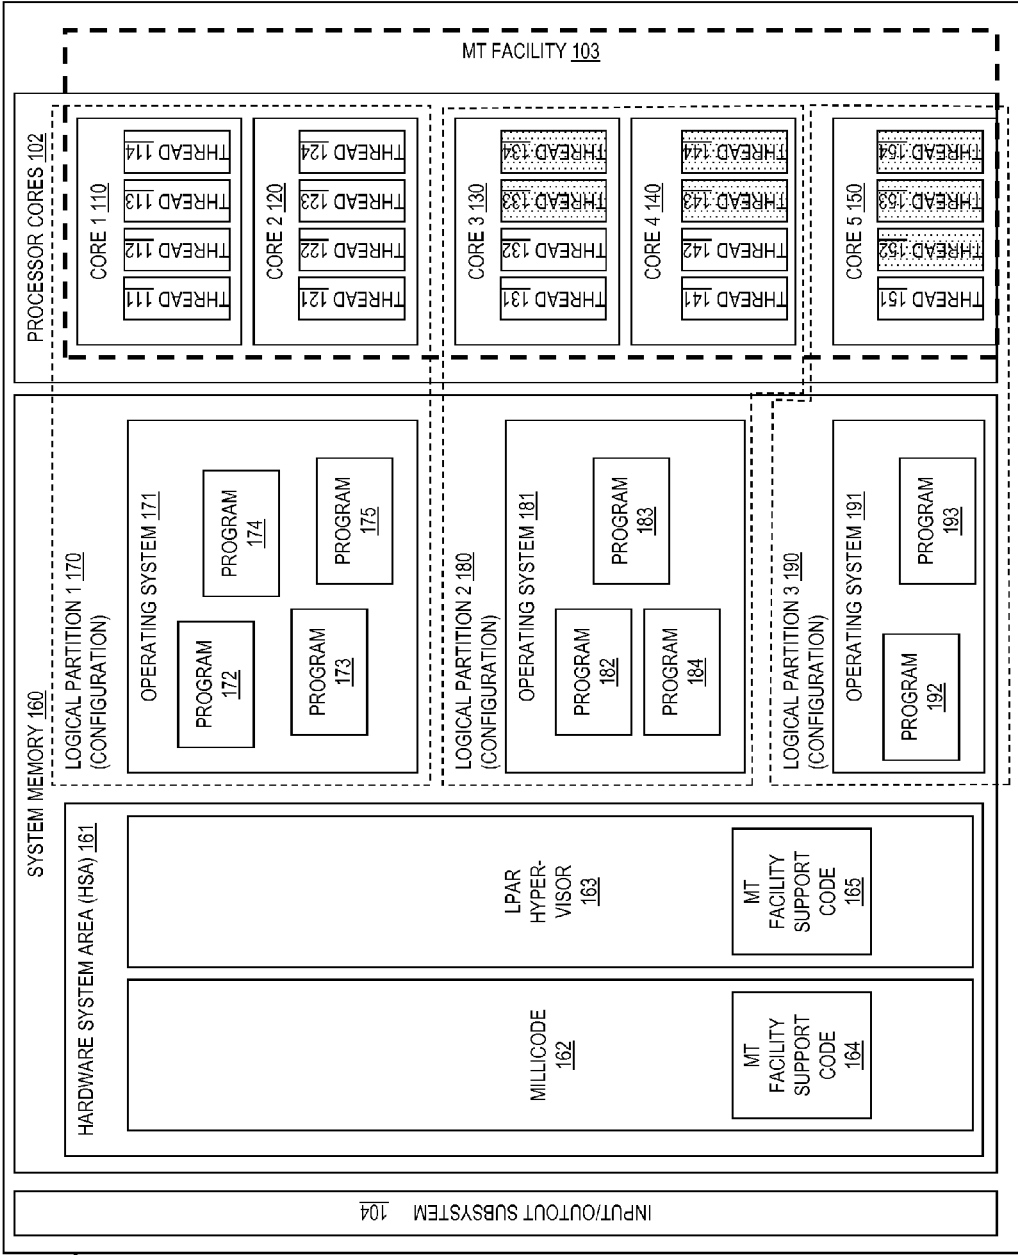 MT FACILITY 103
PROCESSOR CORES 102
CORE 1 110
THREAD 111
THREAD 112
THREAD 113
THREAD 114
CORE 2 120
THREAD 121
THREAD 122
THREAD 123
THREAD 124
CORE 3 130
THREAD 131
THREAD 132
THREAD 133
THREAD 134
CORE 4 140
THREAD 141
THREAD 142
THREAD 143
THREAD 144
CORE 5 150
THREAD 151
THREAD 152
THREAD 153
THREAD 154
SYSTEM MEMORY 160
LOGICAL PARTITION 1 170
(CONFIGURATION)
OPERATING SYSTEM 171
PROGRAM
172
PROGRAM
173
PROGRAM
174
PROGRAM
175
LOGICAL PARTITION 2 180
(CONFIGURATION)
OPERATING SYSTEM 181
PROGRAM
182
PROGRAM
183
PROGRAM
184
LOGICAL PARTITION 3 190
(CONFIGURATION)
OPERATING SYSTEM 191
PROGRAM
192
PROGRAM
193
HARDWARE SYSTEM AREA (HSA) 161
LPAR
HYPER-
VISOR
163
MT
FACILITY
SUPPORT
CODE
165
MILLICODE
162
MT
FACILITY
SUPPORT
CODE
164
INPUT/OUTOUT SUBSYSTEM 104